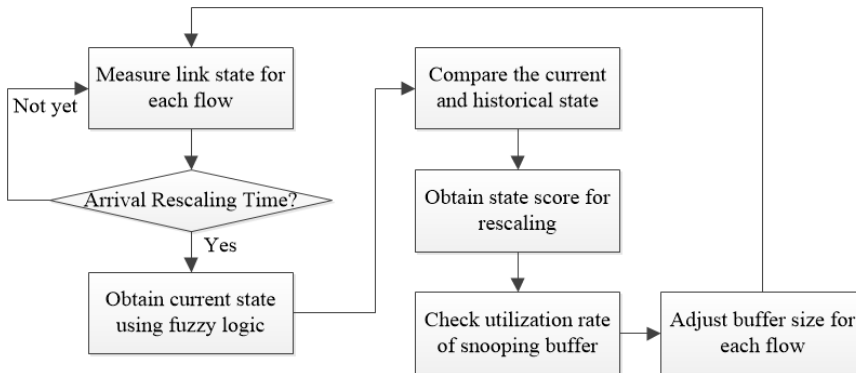 Measure link state for
each flow
Not yet
Arrival Rescaling Time?
Yes
Obtain current state
using fuzzy logic
Compare the current
and historical state
Obtain state score for
rescaling
Check utilization rate
of snooping buffer
Adjust buffer size for
each flow